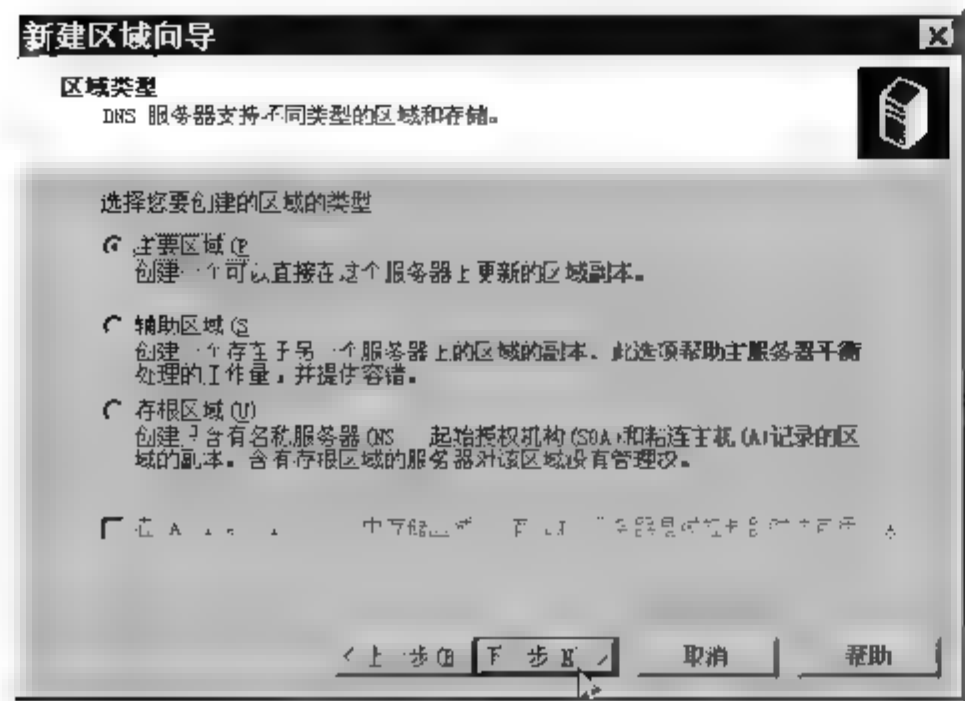 新建区域向导
区域类型
DNS 服务器支持不同类型的区域和存储。
选择您要创建的区域的类型
主要区域(P
创建一个可以直接在这个服务器上更新的区域副本。
辅助区域(S
创建一个存在于另一个服务器上的区域的副本。此选项帮助主服务器平衡
处理的工作量,并提供容错。
存根区域(U)
创建只含有名称服务器(NS 起始授权机构(SOA)和粘连主机(A)记录的区
域的副本。含有存根区域的服务器对该区域没有管理权。
在 A 中存储
<上一步(B 下一步(N) >
取消
帮助